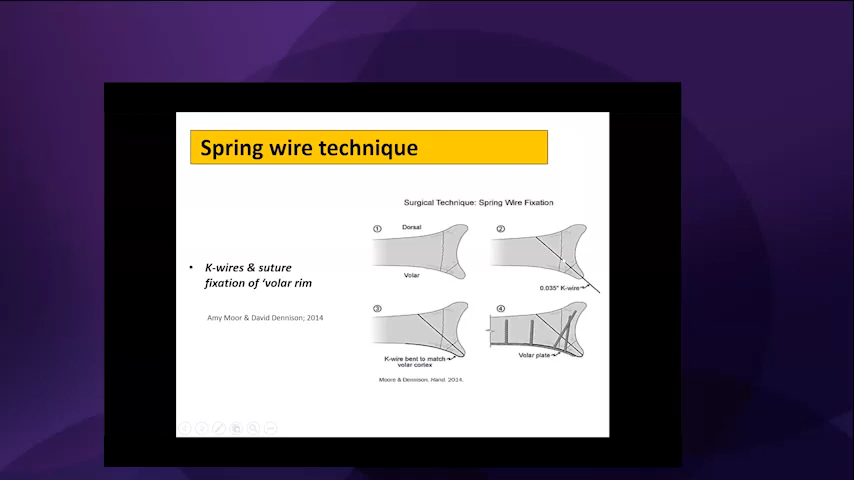 Spring wire technique
Surgical Technique: Spring Wire Fixation
• K-wires & suture
fixation of ‘volar rim
Amy Moor & David Dennison; 2014
1
Dorsal
Volar
2
0.035" K-wire
3
K-wire bent to match
volar cortex
4
Volar plate
Moore & Dennison, Hand. 2014.